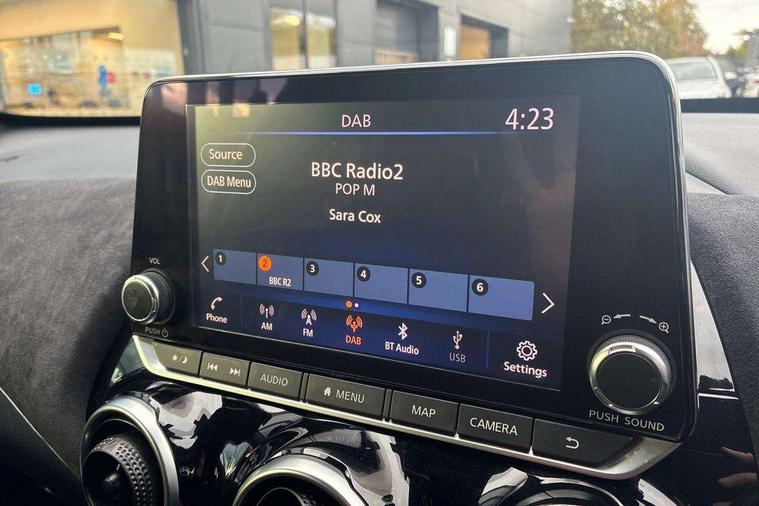 DAB
4:23
Source
DAB Menu
BBC Radio2
POP M
Sara Cox
1 2 3 4 5 6
BBC R2
Phone AM FM DAB BT Audio USB Settings
VOL
PUSH
AUDIO MENU MAP CAMERA
PUSH SOUND